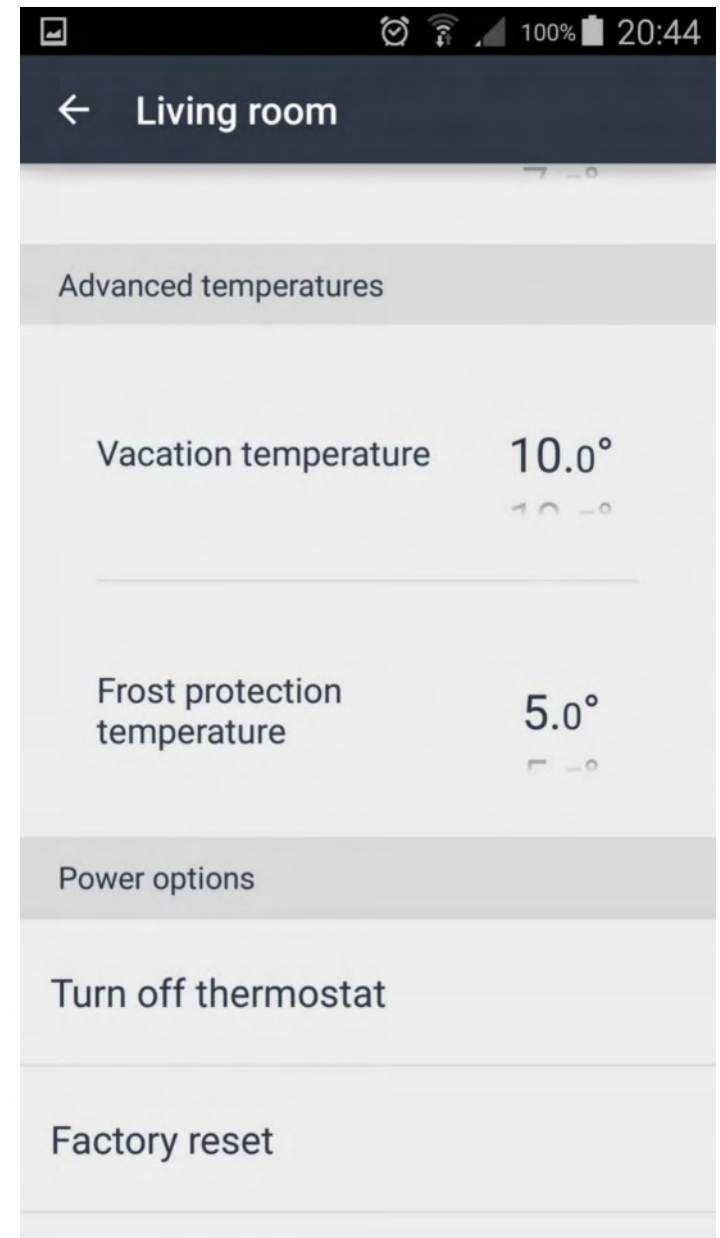 100% 20:44
Living room
Advanced temperatures
Vacation temperature 10.0°
Frost protection
temperature 5.0°
Power options
Turn off thermostat
Factory reset